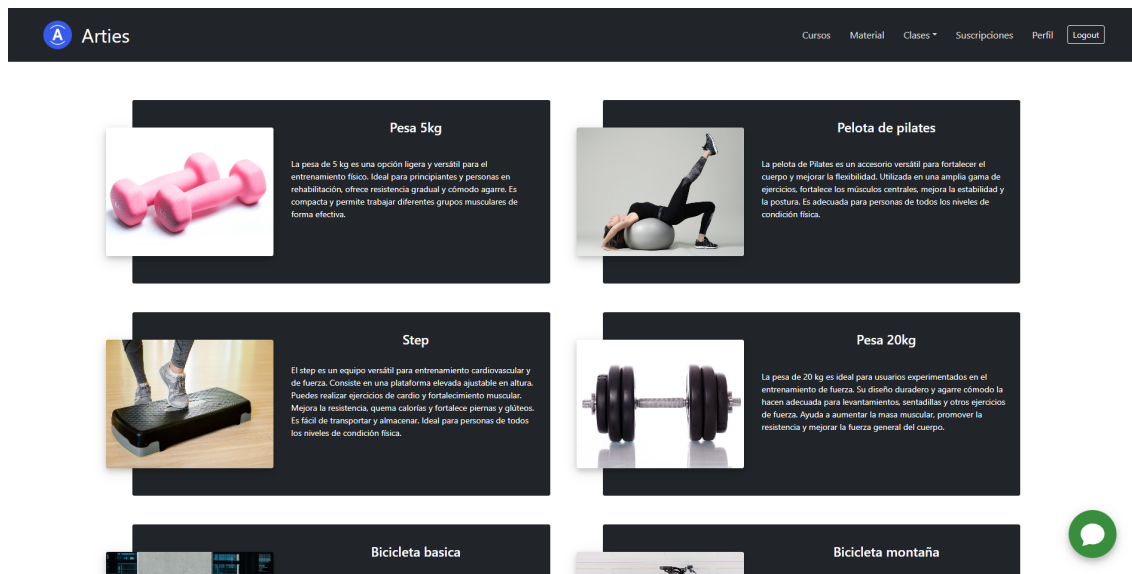 A Arties
Cursos Material Clases Suscripciones Perfil Logout
Pesa 5kg
La pesa de 5 kg es una opción ligera y versátil para el
entrenamiento físico. Ideal para principiantes y personas en
rehabilitación, ofrece resistencia gradual y cómodo agarre. Es
compacta y permite trabajar diferentes grupos musculares de
forma efectiva.
Pelota de pilates
La pelota de Pilates es un accesorio versátil para fortalecer el
cuerpo y mejorar la flexibilidad. Utilizada en una amplia gama de
ejercicios, fortalece los músculos centrales, mejora la estabilidad y
la postura. Es adecuada para personas de todos los niveles de
condición física.
Step
El step es un equipo versátil para entrenamiento cardiovascular y
de fuerza. Consiste en una plataforma elevada ajustable en altura.
Puedes realizar ejercicios de cardio y fortalecimiento muscular.
Mejora la resistencia, quema calorías y fortalece piernas y glúteos.
Es fácil de transportar y almacenar. Ideal para personas de todos
los niveles de condición física.
Pesa 20kg
La pesa de 20 kg es ideal para usuarios experimentados en el
entrenamiento de fuerza. Su diseño duradero y agarre cómodo la
hacen adecuada para levantamientos, sentadillas y otros ejercicios
de fuerza. Ayuda a aumentar la masa muscular, promover la
resistencia y mejorar la fuerza general del cuerpo.
Bicicleta basica
Bicicleta montaña